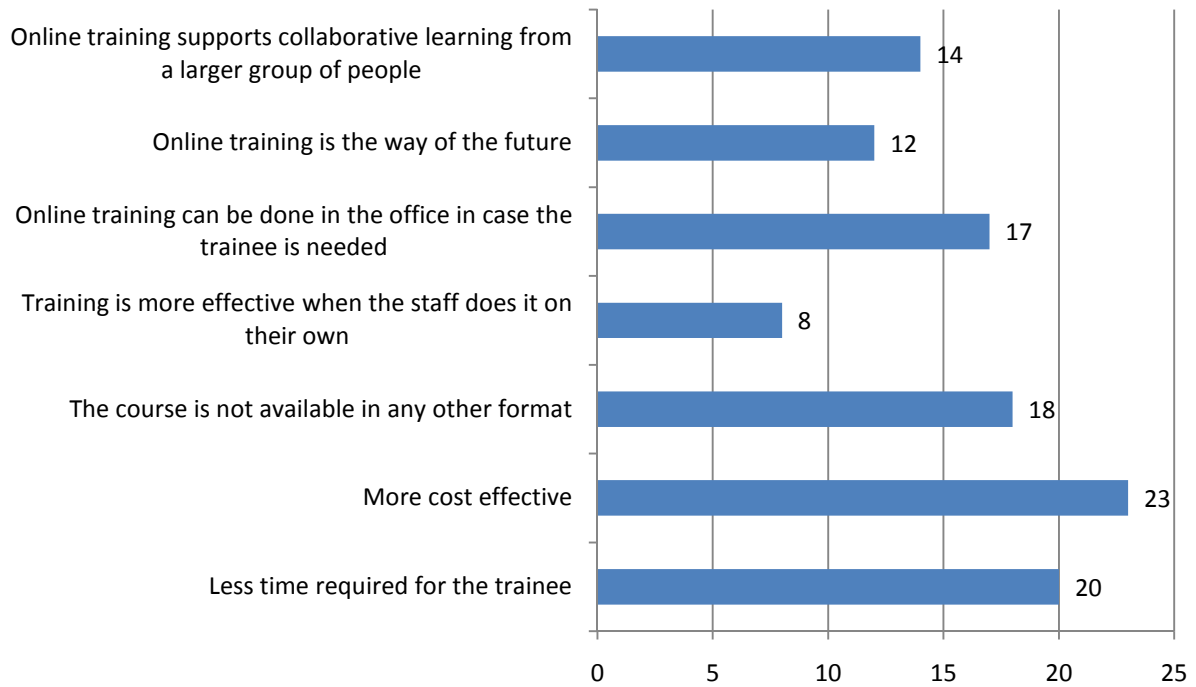 Online training supports collaborative learning from
a larger group of people
14
Online training is the way of the future
12
Online training can be done in the office in case the
trainee is needed
17
Training is more effective when the staff does it on
their own
8
The course is not available in any other format
18
More cost effective
23
Less time required for the trainee
20
0 5 10 15 20 25